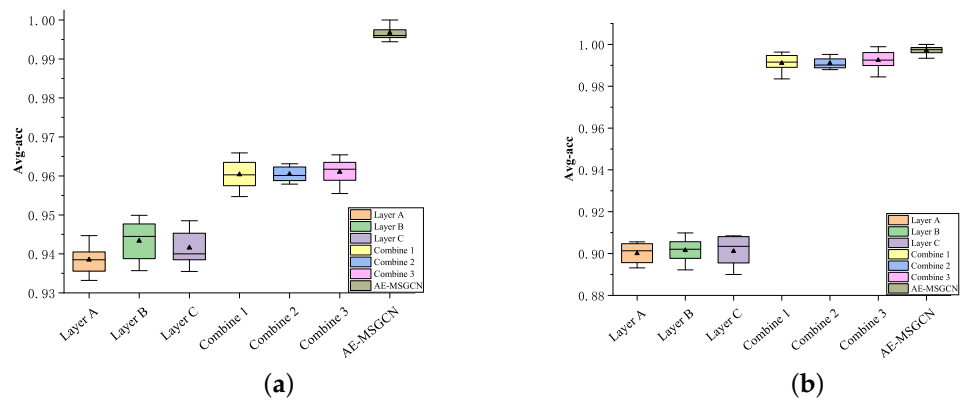 Avg-acc
1.00
0.99
0.98
0.97
0.96
0.95
0.94
0.93
Layer A
Layer B
Layer C
Combine 1
Combine 2
Combine 3
AE-MSGCN
Layer A
Layer B
Layer C
Combine 1
Combine 2
Combine 3
AE-MSGCN
(a)
Avg-acc
1.00
0.98
0.96
0.94
0.92
0.90
0.88
Layer A
Layer B
Layer C
Combine 1
Combine 2
Combine 3
AE-MSGCN
Layer A
Layer B
Layer C
Combine 1
Combine 2
Combine 3
AE-MSGCN
(b)